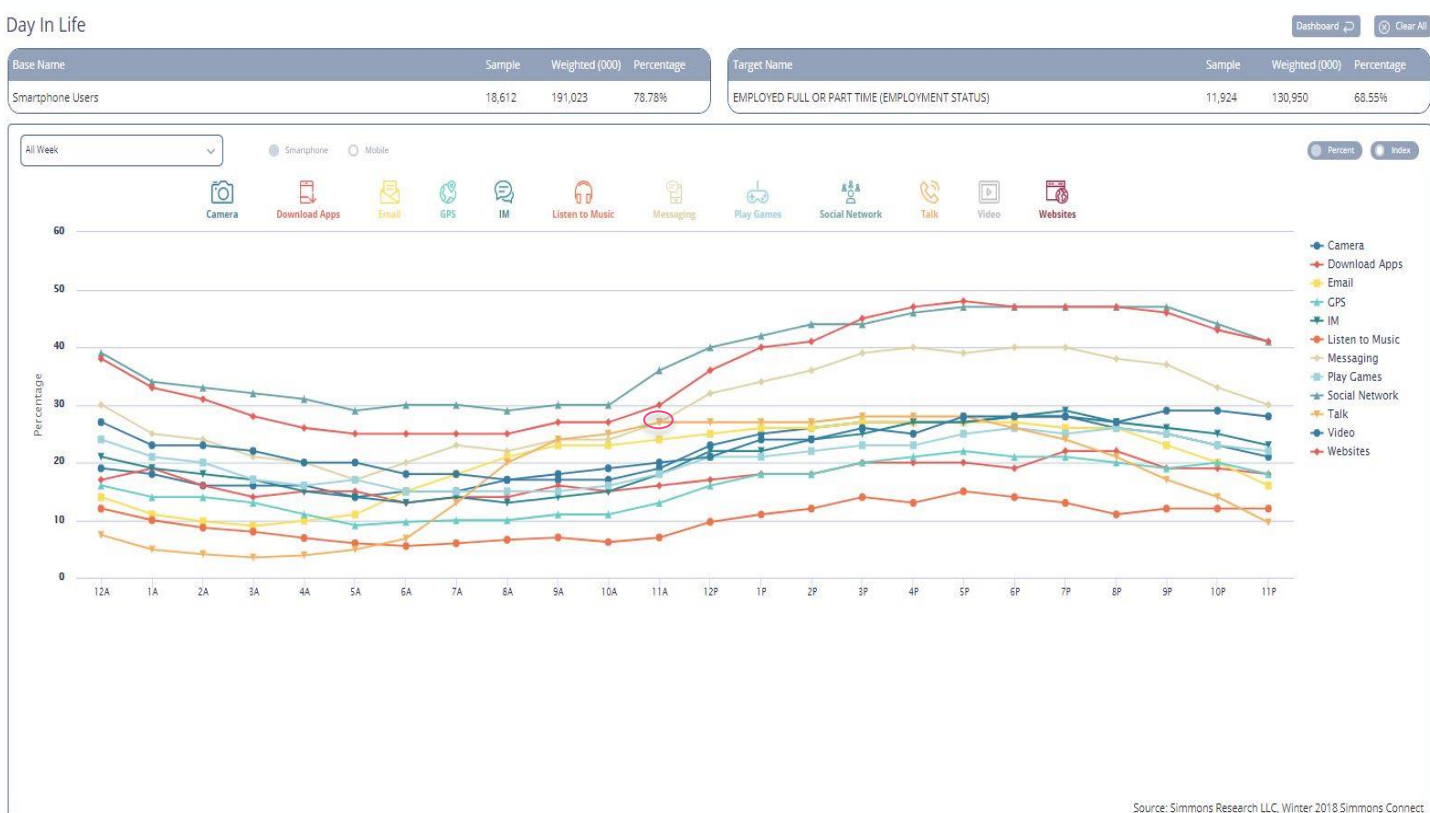 Day In Life
Dashboard
Clear All
Base Name Sample Weighted (000) Percentage
Smartphone Users 18,612 191,023 78.78%
Target Name Sample Weighted (000) Percentage
EMPLOYED FULL OR PART TIME (EMPLOYMENT STATUS) 11,924 130,950 68.55%
All Week
Smartphone Mobile
Percent Index
Camera Download Apps Email GPS IM Listen to Music Messaging Play Games Social Network Talk Video Websites
60
50
40
30
20
10
0
Percentage
12A 1A 2A 3A 4A 5A 6A 7A 8A 9A 10A 11A 12P 1P 2P 3P 4P 5P 6P 7P 8P 9P 10P 11P
Camera
Download Apps
Email
GPS
IM
Listen to Music
Messaging
Play Games
Social Network
Talk
Video
Websites
Source: Simmons Research LLC, Winter 2018 Simmons Connect